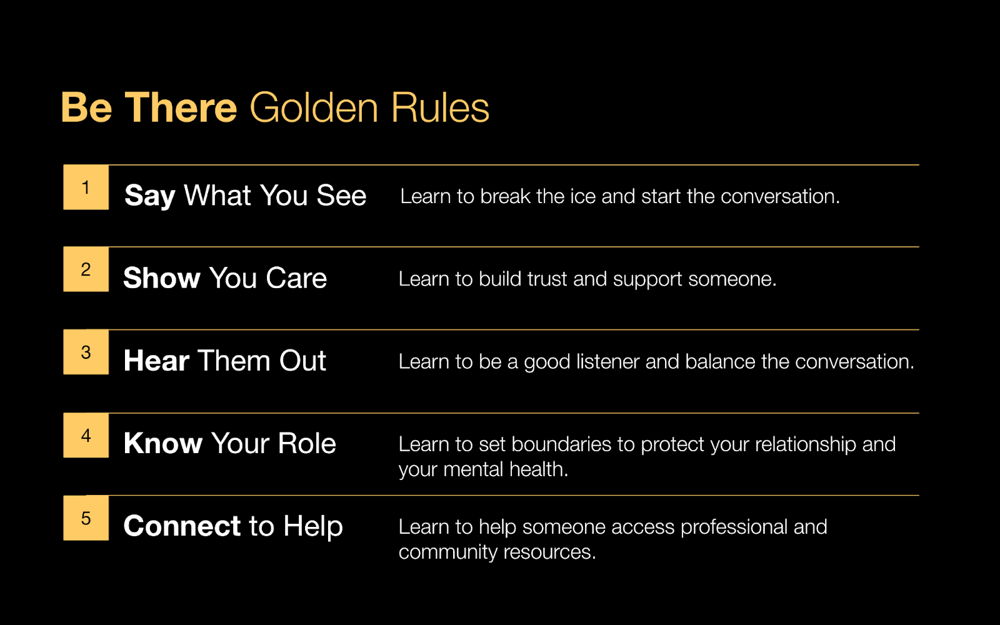 Be There Golden Rules
1
Say What You See
Learn to break the ice and start the conversation.
2
Show You Care
Learn to build trust and support someone.
3
Hear Them Out
Learn to be a good listener and balance the conversation.
4
Know Your Role
Learn to set boundaries to protect your relationship and
your mental health.
5
Connect to Help
Learn to help someone access professional and
community resources.